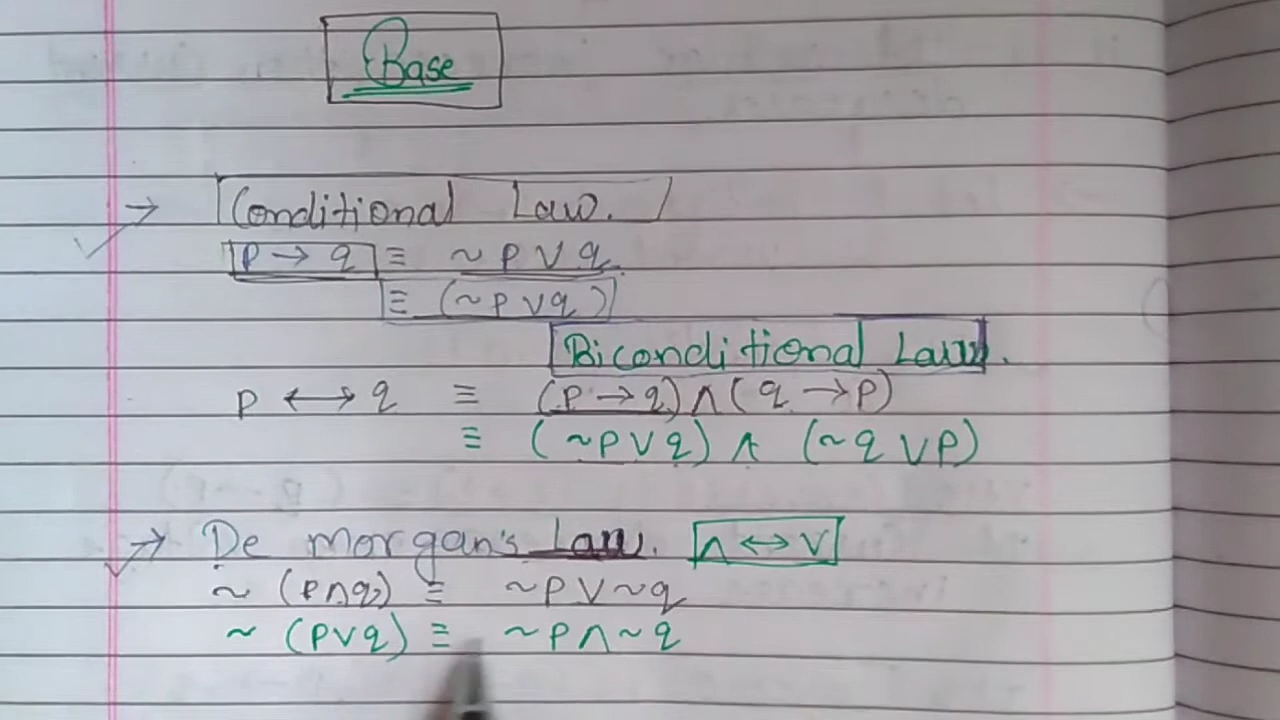 Base
→ Conditional Law.
p → q ≡ ~ p ∨ q.
≡ (~p ∨ q)
Biconditional Law.
p ↔ q ≡ (p → q) ∧ (q → p)
≡ (~p ∨ q) ∧ (~q ∨ p)
→ De morgan's Law. ∧ ↔ ∨
~ (p ∧ q) ≡ ~p ∨ ~q
~ (p ∨ q) ≡ ~p ∧ ~q